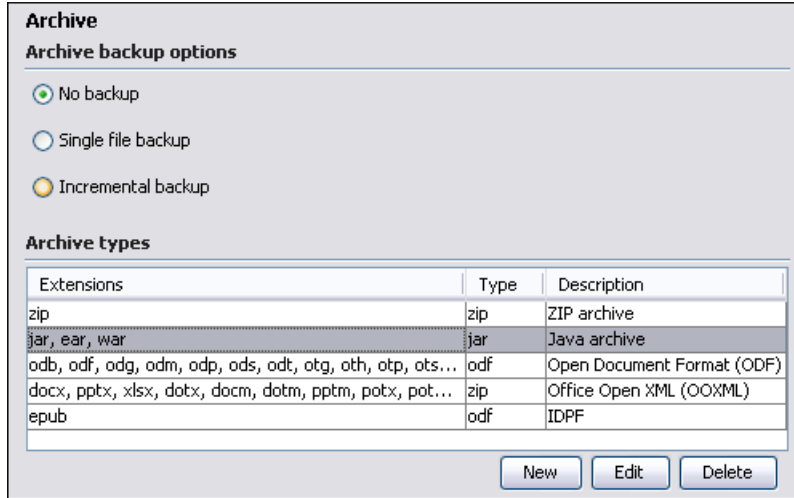 Archive
Archive backup options
No backup
Single file backup
Incremental backup
Archive types
Extensions Type Description
zip zip ZIP archive
jar, ear, war jar Java archive
odb, odf, odg, odm, odp, ods, odt, otg, oth, otp, ots... odf Open Document Format (ODF)
docx, pptx, xlsx, dotx, docm, dotm, pptm, potx, pot... zip Office Open XML (OOXML)
epub odf IDPF
New Edit Delete